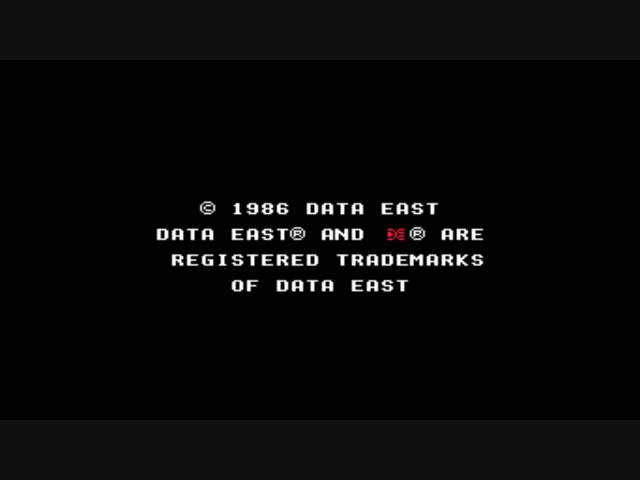 © 1986 DATA EAST
DATA EAST® AND DE® ARE
REGISTERED TRADEMARKS
OF DATA EAST